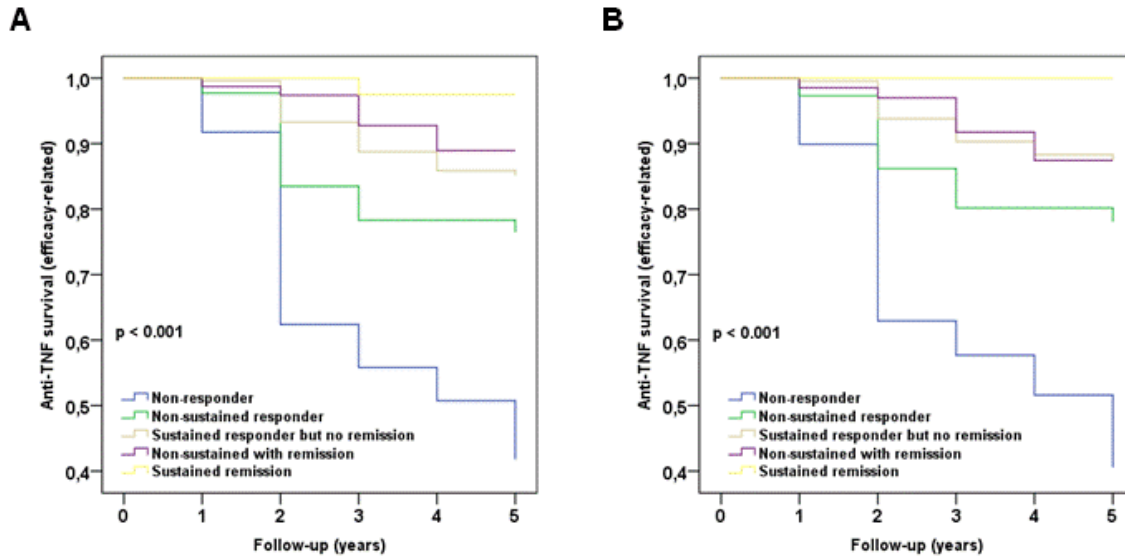 A
Anti-TNF survival (efficacy-related)
1,0
0,9
0,8
0,7
0,6
0,5
0,4
p < 0.001
Non-responder
Non-sustained responder
Sustained responder but no remission
Non-sustained with remission
Sustained remission
0 1 2 3 4 5
Follow-up (years)
B
Anti-TNF survival (efficacy-related)
1,0
0,9
0,8
0,7
0,6
0,5
0,4
p < 0.001
Non-responder
Non-sustained responder
Sustained responder but no remission
Non-sustained with remission
Sustained remission
0 1 2 3 4 5
Follow-up (years)